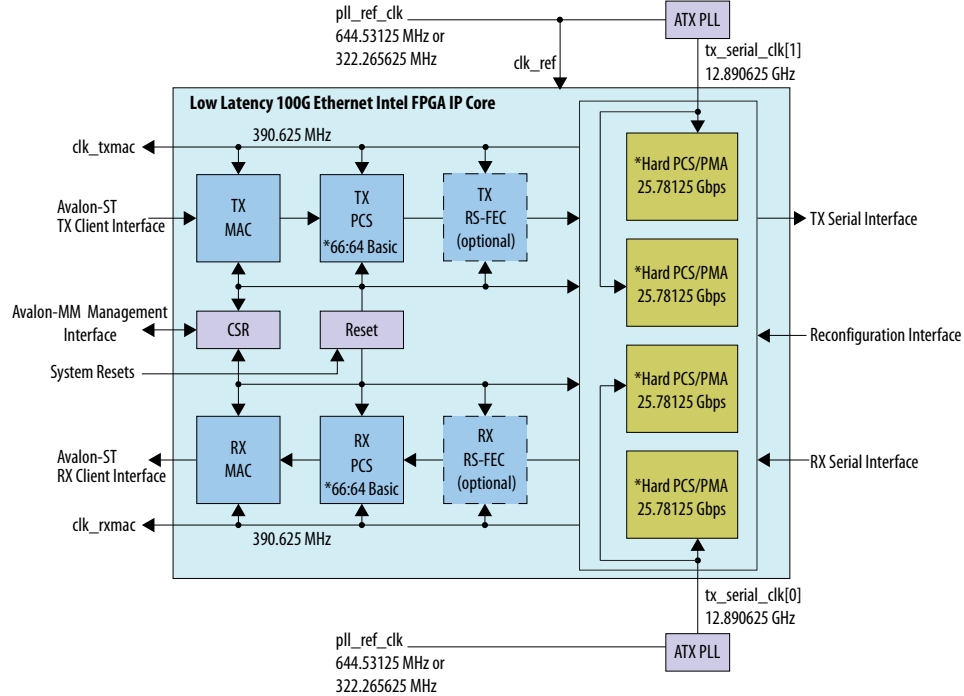 pll_ref_clk
644.53125 MHz or
322.265625 MHz
ATX PLL
clk_ref
tx_serial_clk[1]
12.890625 GHz
Low Latency 100G Ethernet Intel FPGA IP Core
390.625 MHz
clk_txmac
Avalon-ST
TX Client Interface
TX
MAC
TX
PCS
*66:64 Basic
TX
RS-FEC
(optional)
*Hard PCS/PMA
25.78125 Gbps
TX Serial Interface
*Hard PCS/PMA
25.78125 Gbps
Avalon-MM Management
Interface
CSR
Reset
Reconfiguration Interface
System Resets
*Hard PCS/PMA
25.78125 Gbps
Avalon-ST
RX Client Interface
RX
MAC
RX
PCS
*66:64 Basic
RX
RS-FEC
(optional)
*Hard PCS/PMA
25.78125 Gbps
RX Serial Interface
clk_rxmac
390.625 MHz
tx_serial_clk[0]
12.890625 GHz
pll_ref_clk
644.53125 MHz or
322.265625 MHz
ATX PLL